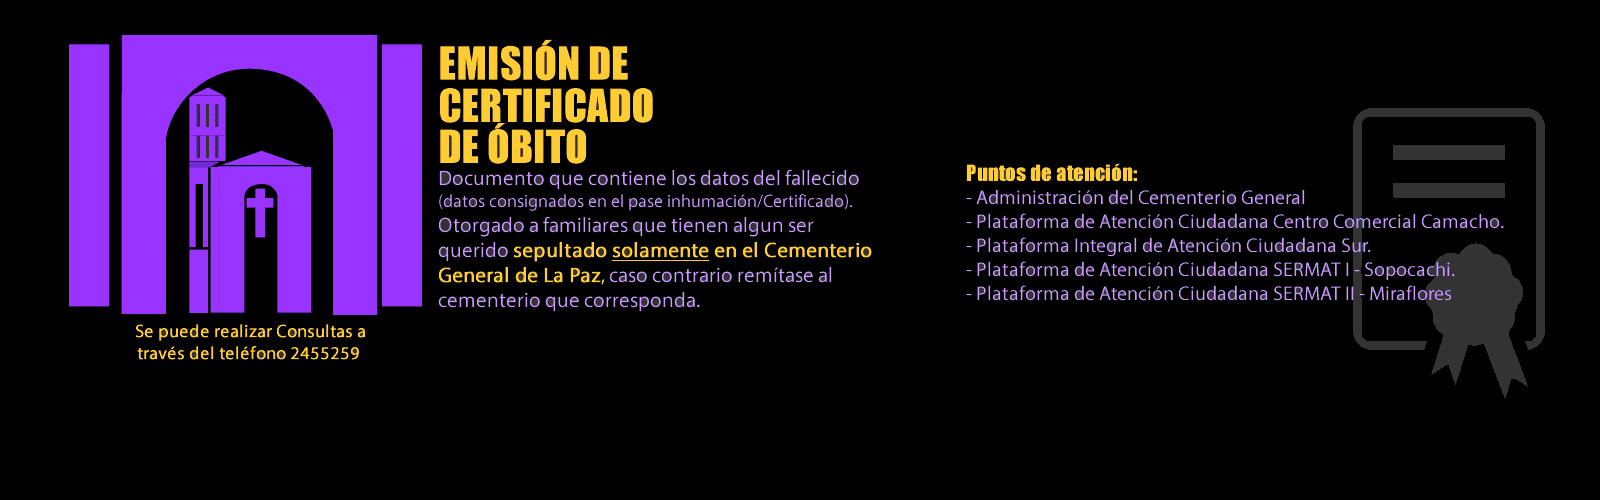 EMISIÓN DE
CERTIFICADO
DE ÓBITO
Documento que contiene los datos del fallecido
(datos consignados en el pase inhumación/Certificado).
Otorgado a familiares que tienen algun ser
querido sepultado solamente en el Cementerio
General de La Paz, caso contrario remítase al
cementerio que corresponda.
Se puede realizar Consultas a
través del teléfono 2455259
Puntos de atención:
- Administración del Cementerio General
- Plataforma de Atención Ciudadana Centro Comercial Camacho.
- Plataforma Integral de Atención Ciudadana Sur.
- Plataforma de Atención Ciudadana SERMAT I - Sopocachi.
- Plataforma de Atención Ciudadana SERMAT II - Miraflores